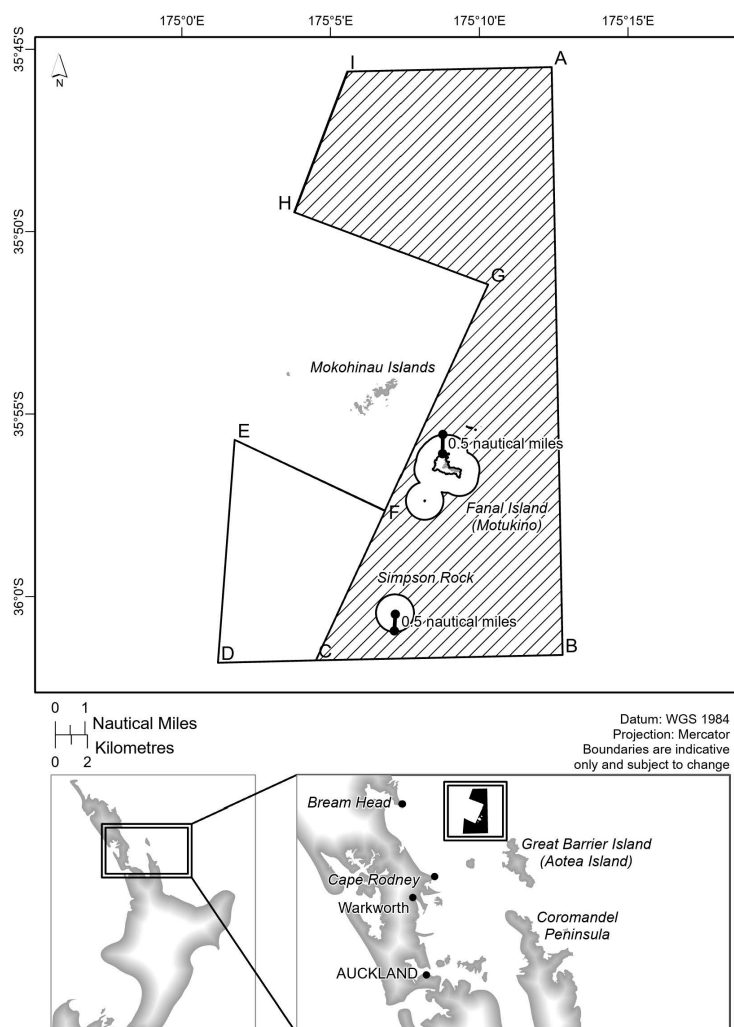 175°0'E
175°5'E
175°10'E
175°15'E
35°45'S
35°50'S
35°55'S
36°0'S
N
I
A
H
G
Mokohinau Islands
E
0.5 nautical miles
F
Fanal Island
(Motukino)
Simpson Rock
0.5 nautical miles
D
C
B
0 1
Nautical Miles
Kilometres
0 2
Datum: WGS 1984
Projection: Mercator
Boundaries are indicative
only and subject to change
Bream Head
Great Barrier Island
(Aotea Island)
Cape Rodney
Warkworth
Coromandel
Peninsula
AUCKLAND